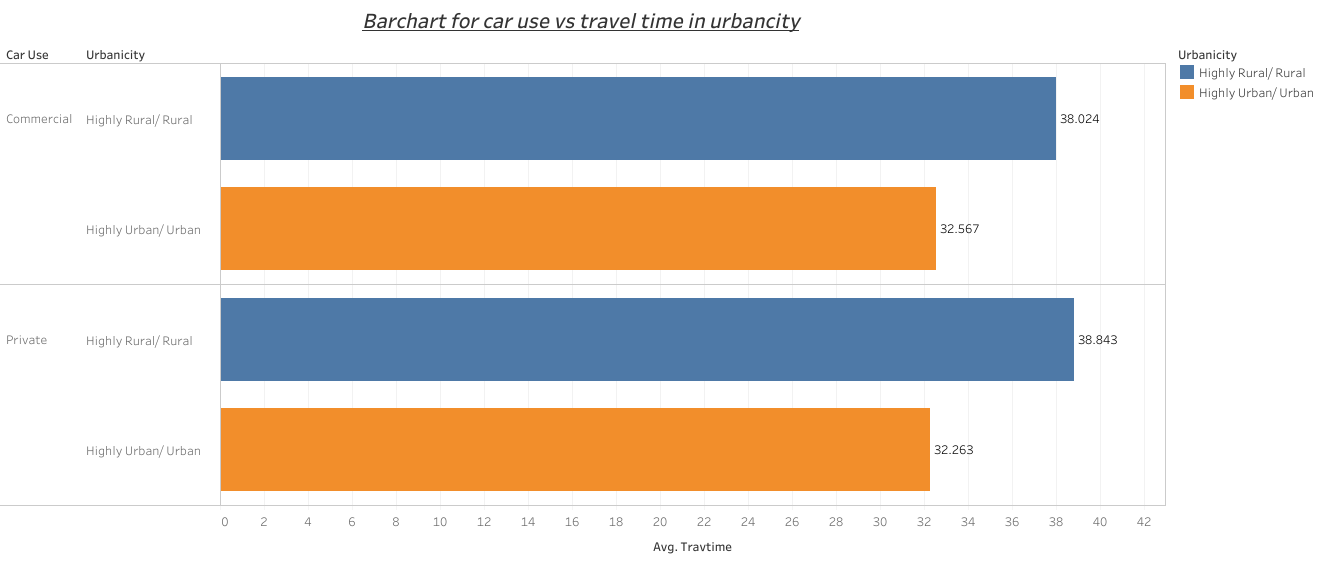 Barchart for car use vs travel time in urbancity
Car Use Urbanicity
Commercial Highly Rural/ Rural 38.024
Highly Urban/ Urban 32.567
Private Highly Rural/ Rural 38.843
Highly Urban/ Urban 32.263
0 2 4 6 8 10 12 14 16 18 20 22 24 26 28 30 32 34 36 38 40 42
Avg. Travtime
Urbanicity
Highly Rural/ Rural
Highly Urban/ Urban